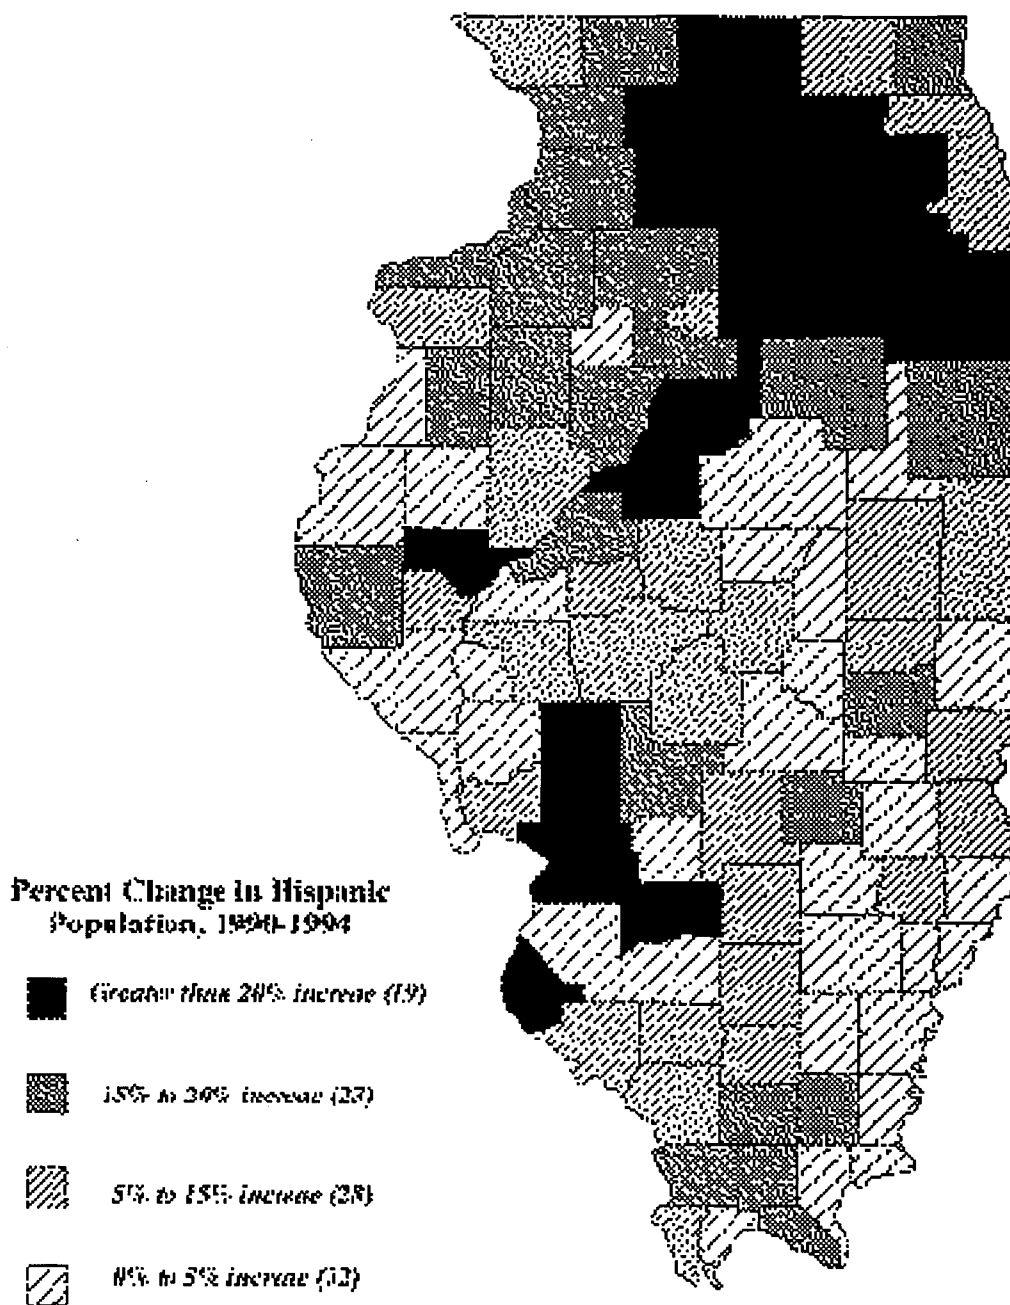 Percent Change in Hispanic
Population, 1990-1994
Greater than 20% increase (19)
15% to 20% increase (23)
5% to 15% increase (28)
0% to 5% increase (32)